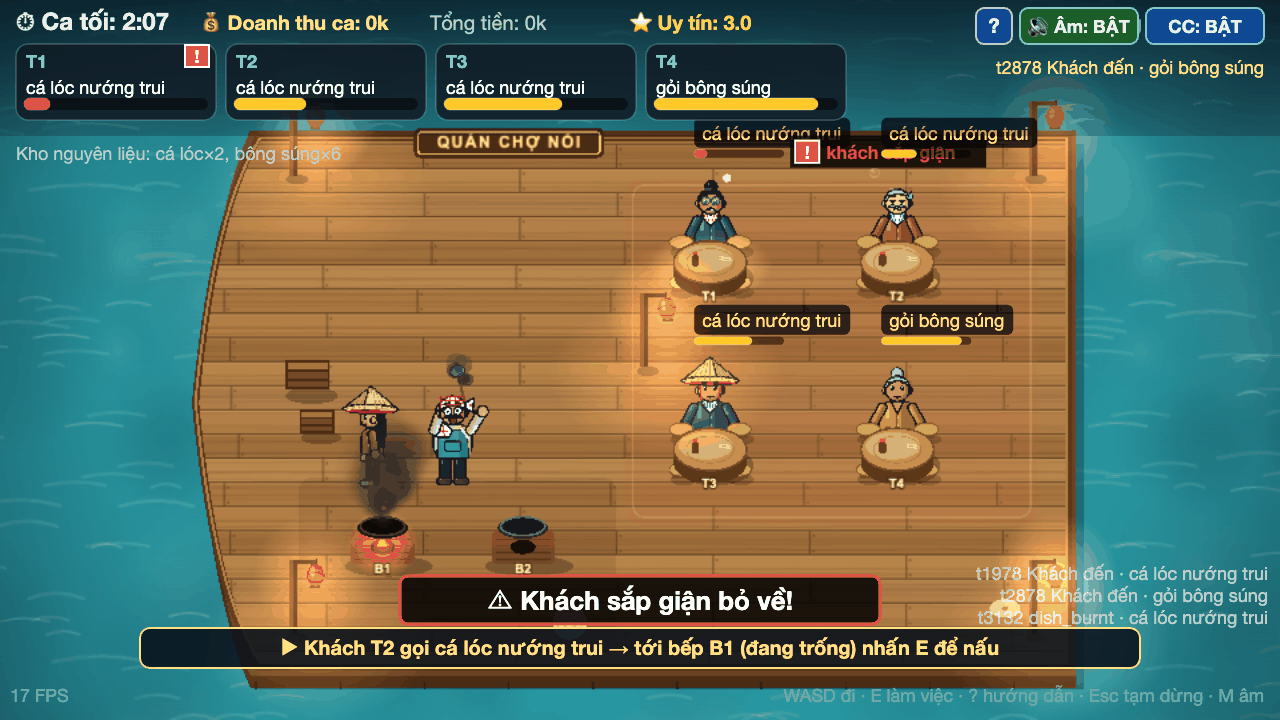 Ca tối: 2:07
Doanh thu ca: 0k
Tổng tiền: 0k
Uy tín: 3.0
?
Âm: BẬT
CC: BẬT
t2878 Khách đến · gỏi bông súng
T1
!
cá lóc nướng trui
T2
cá lóc nướng trui
T3
cá lóc nướng trui
T4
gỏi bông súng
Kho nguyên liệu: cá lóc×2, bông súng×6
QUÁN CHỢ NỔI
cá lóc nướng trui
cá lóc nướng trui
! khách sắp giận
T1
T2
cá lóc nướng trui
gỏi bông súng
T3
T4
B1
B2
t1978 Khách đến · cá lóc nướng trui
t2878 Khách đến · gỏi bông súng
t3132 dish_burnt · cá lóc nướng trui
⚠ Khách sắp giận bỏ về!
▶ Khách T2 gọi cá lóc nướng trui → tới bếp B1 (đang trống) nhấn E để nấu
17 FPS
WASD đi · E làm việc · ? hướng dẫn · Esc tạm dừng · M âm